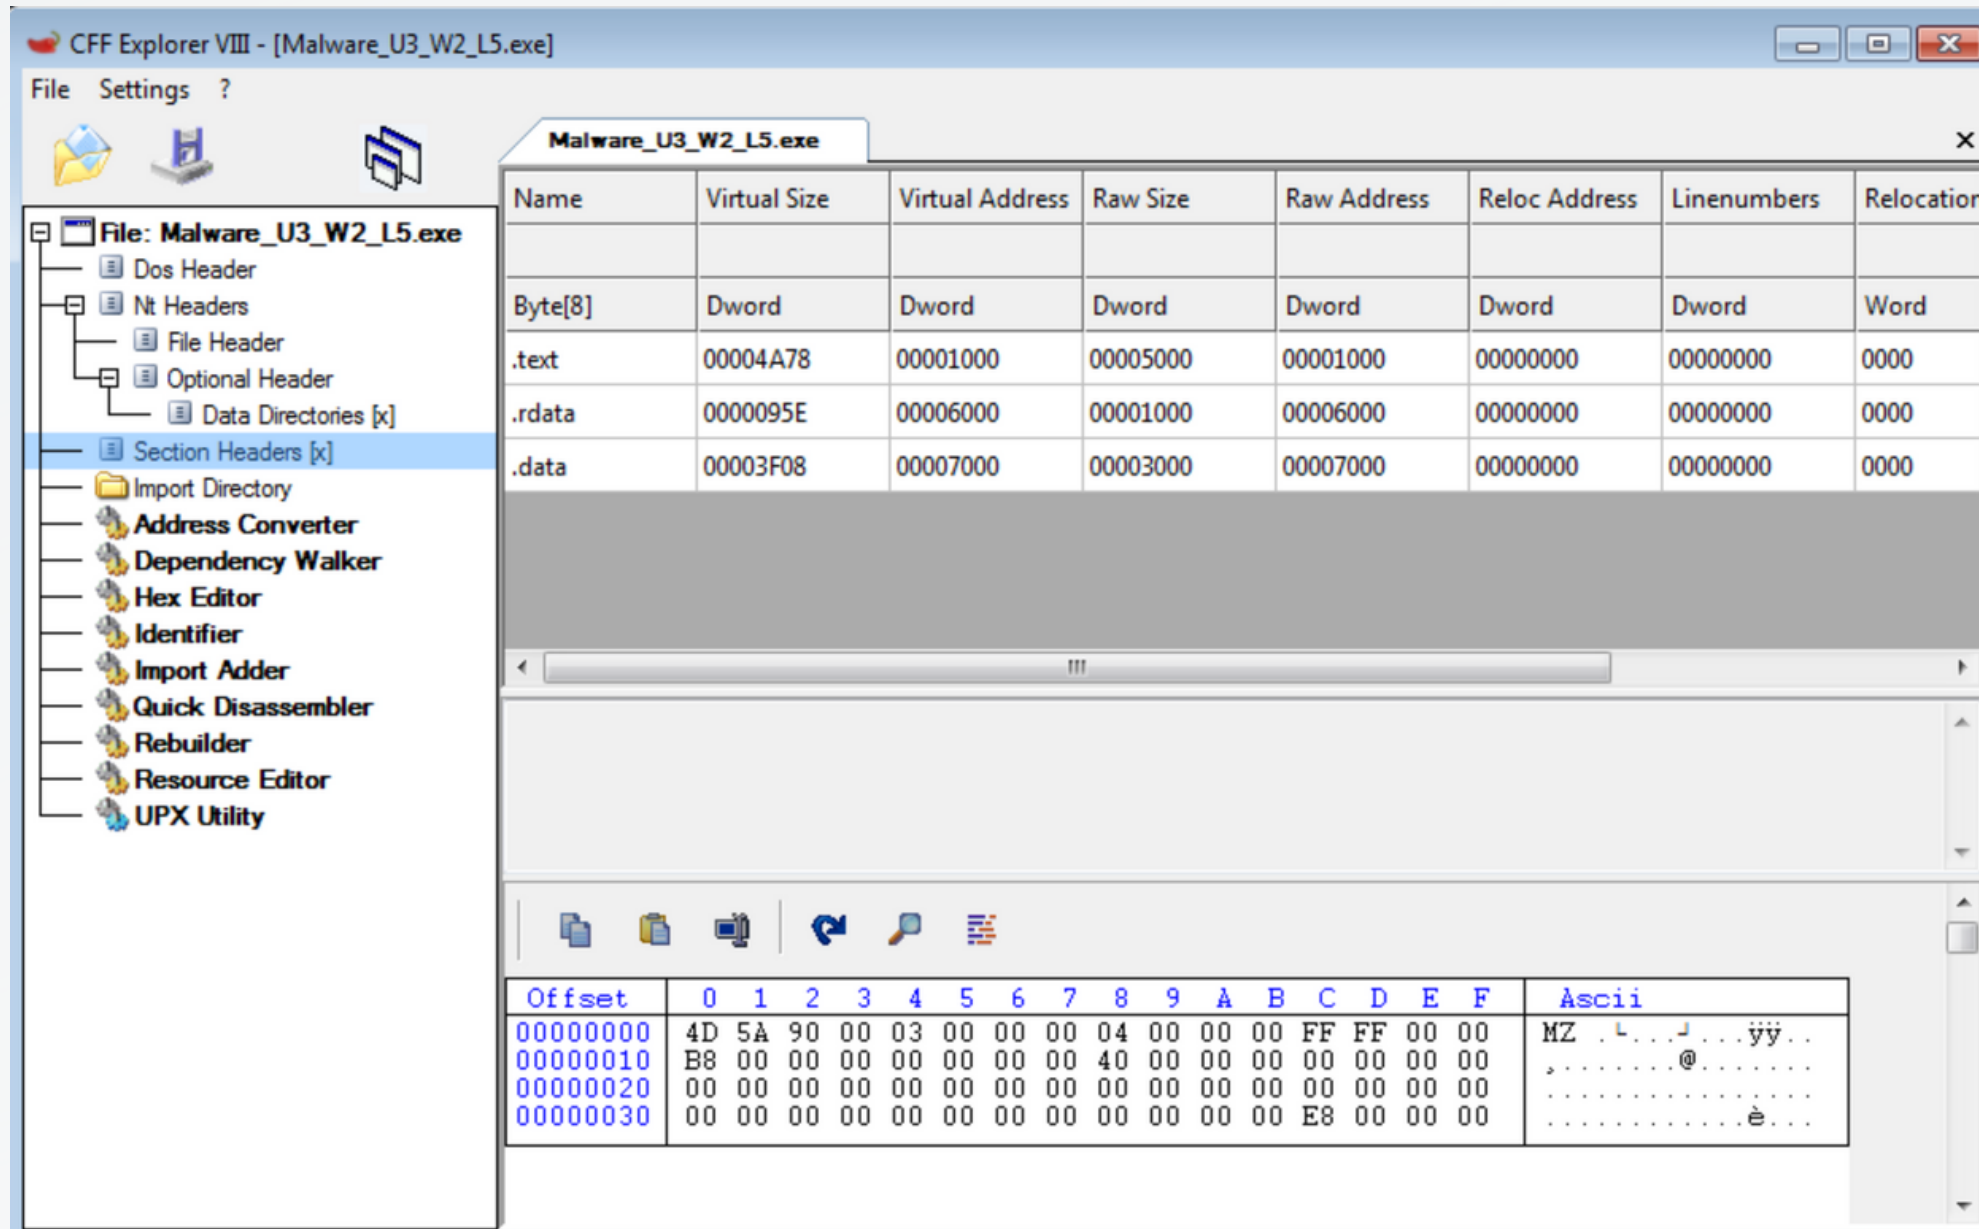 CFF Explorer VIII - [Malware_U3_W2_L5.exe]
File Settings ?
Malware_U3_W2_L5.exe
File: Malware_U3_W2_L5.exe
Dos Header
Nt Headers
File Header
Optional Header
Data Directories [x]
Section Headers [x]
Import Directory
Address Converter
Dependency Walker
Hex Editor
Identifier
Import Adder
Quick Disassembler
Rebuilder
Resource Editor
UPX Utility
Name Virtual Size Virtual Address Raw Size Raw Address Reloc Address Linenumbers Relocation
Byte[8] Dword Dword Dword Dword Dword Dword Word
.text 00004A78 00001000 00005000 00001000 00000000 00000000 0000
.rdata 0000095E 00006000 00001000 00006000 00000000 00000000 0000
.data 00003F08 00007000 00003000 00007000 00000000 00000000 0000
Offset 0 1 2 3 4 5 6 7 8 9 A B C D E F Ascii
00000000 4D 5A 90 00 03 00 00 00 04 00 00 00 FF FF 00 00 MZ .└...┘...ÿÿ..
00000010 B8 00 00 00 00 00 00 00 40 00 00 00 00 00 00 00 ¸.......@.......
00000020 00 00 00 00 00 00 00 00 00 00 00 00 00 00 00 00 ................
00000030 00 00 00 00 00 00 00 00 00 00 00 00 E8 00 00 00 ............è...